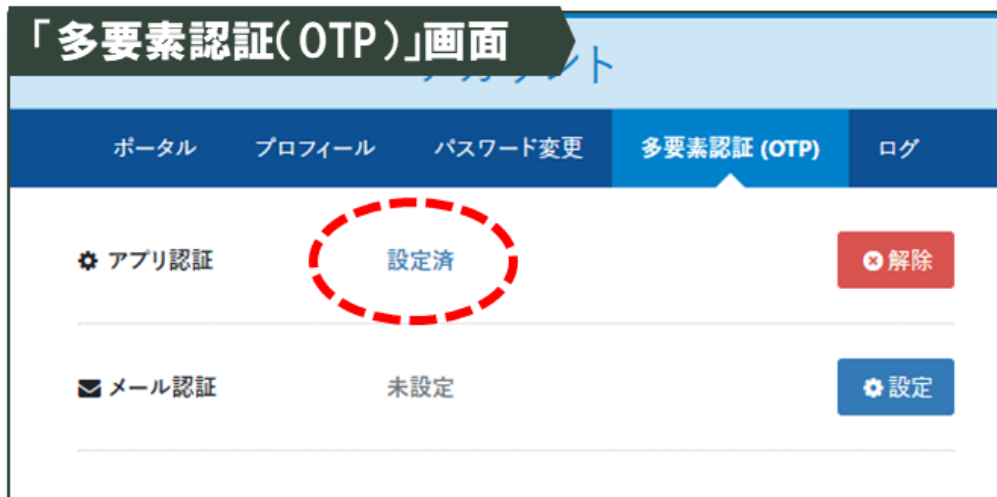 「多要素認証(OTP)」画面
ント
ポータル プロフィール パスワード変更 多要素認証 (OTP) ログ
アプリ認証 設定済 解除
メール認証 未設定 設定